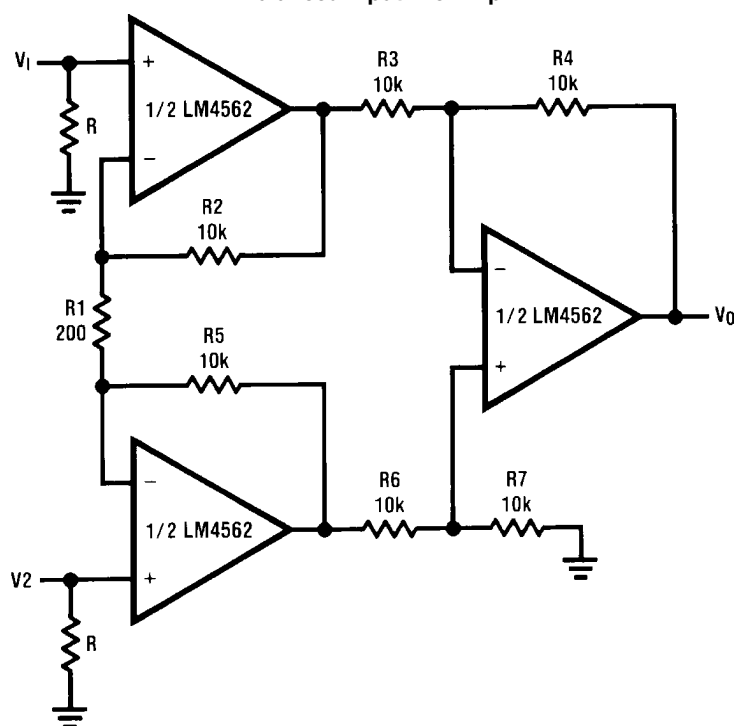 V1
+
1/2 LM4562
−
R
R2
10k
R1
200
R5
10k
−
1/2 LM4562
+
V2
R
R3
10k
R4
10k
−
1/2 LM4562
+
V0
R6
10k
R7
10k